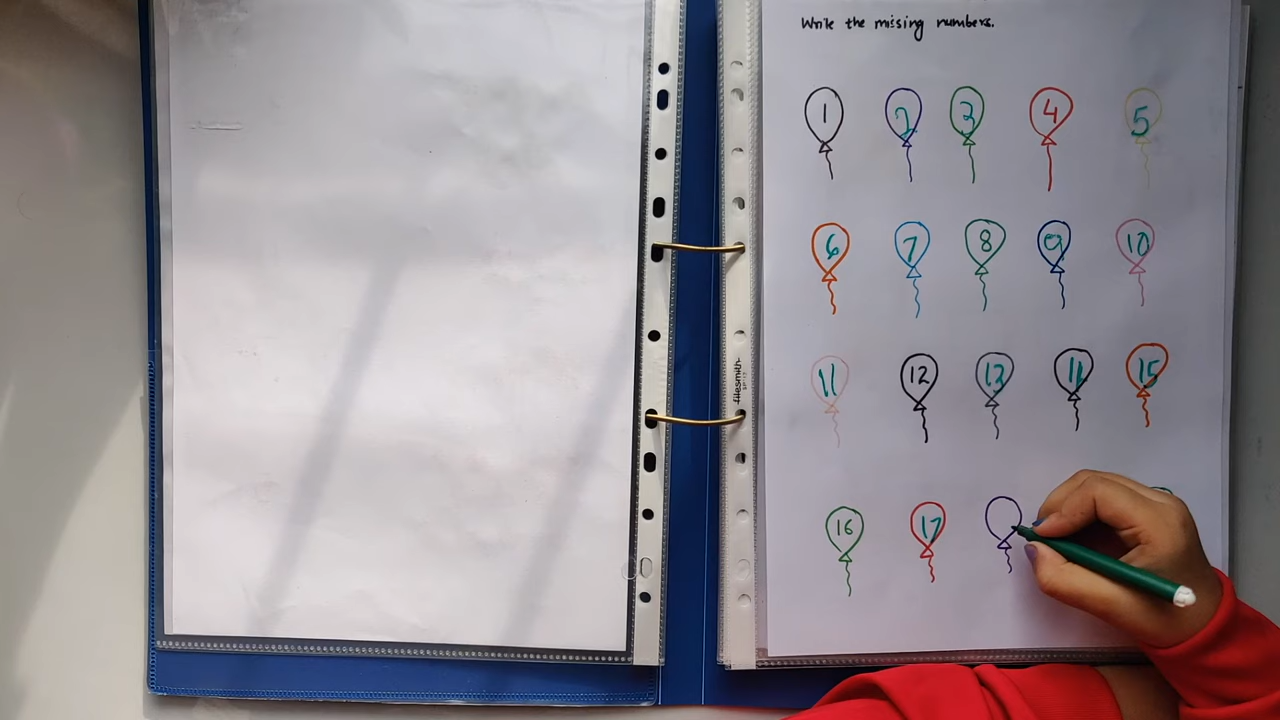 Write the missing numbers.
1 2 3 4 5
6 7 8 9 10
11 12 13 14 15
16 17
filesmith